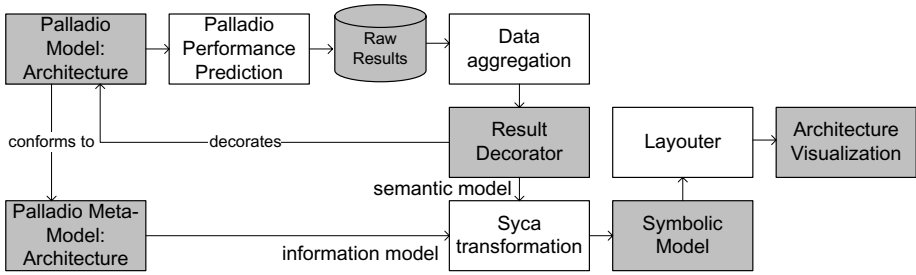 Palladio
Model:
Architecture
Palladio
Performance
Prediction
Raw
Results
Data
aggregation
conforms to
decorates
Result
Decorator
Layouter
Architecture
Visualization
semantic model
Palladio Meta-
Model:
Architecture
information model
Syca
transformation
Symbolic
Model